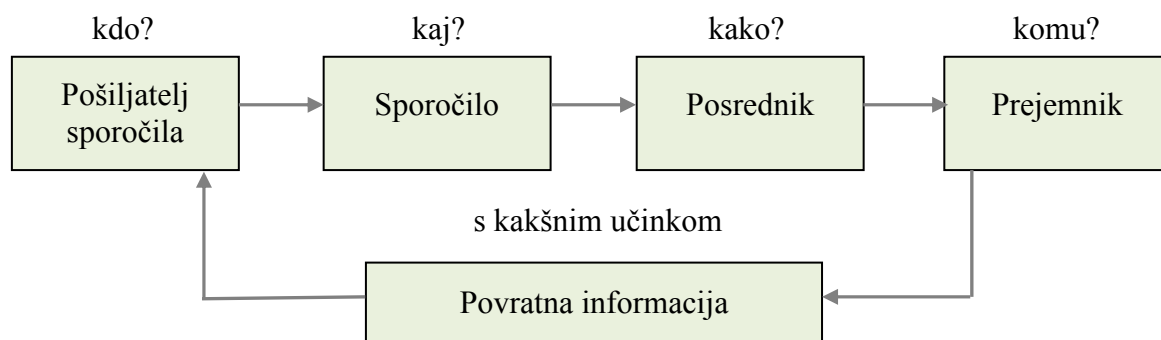 kdo?
kaj?
kako?
komu?
Pošiljatelj
sporočila
Sporočilo
Posrednik
Prejemnik
s kakšnim učinkom
Povratna informacija